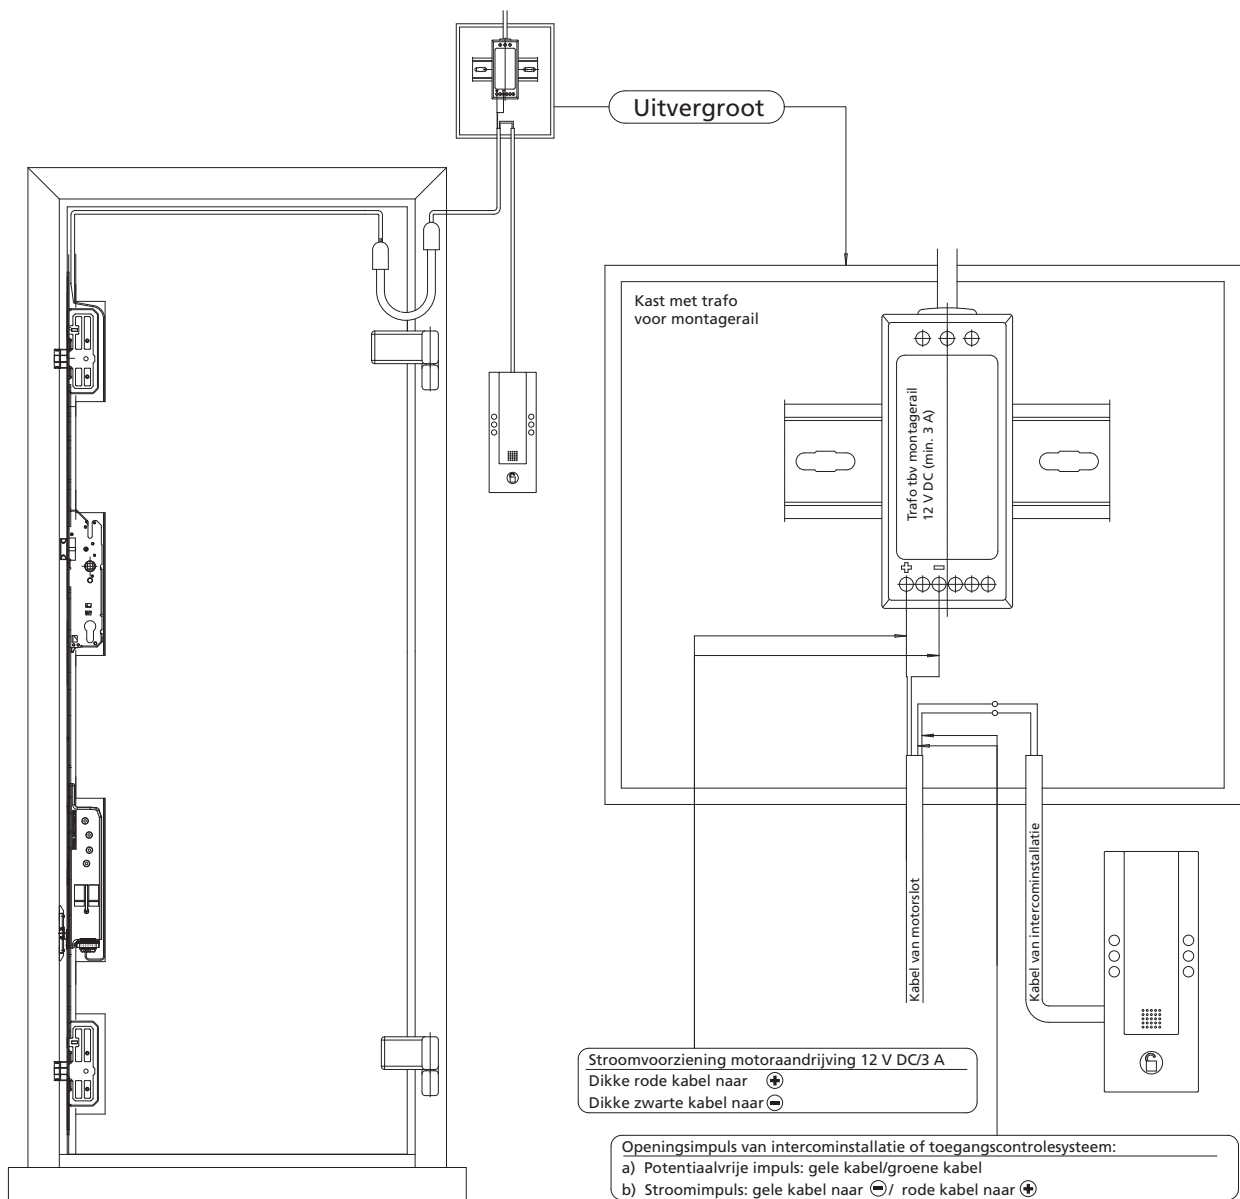 Uitvergroot
Kast met trafo
voor montagerail
Trafo tbv montagerail
12 V DC (min. 3 A)
Kabel van motorslot
Kabel van intercominstallatie
Stroomvoorziening motoraandrijving 12 V DC/3 A
Dikke rode kabel naar ⊕
Dikke zwarte kabel naar ⊖
Openingsimpuls van intercominstallatie of toegangscontrolesysteem:
a) Potentiaalvrije impuls: gele kabel/groene kabel
b) Stroomimpuls: gele kabel naar ⊖/ rode kabel naar ⊕